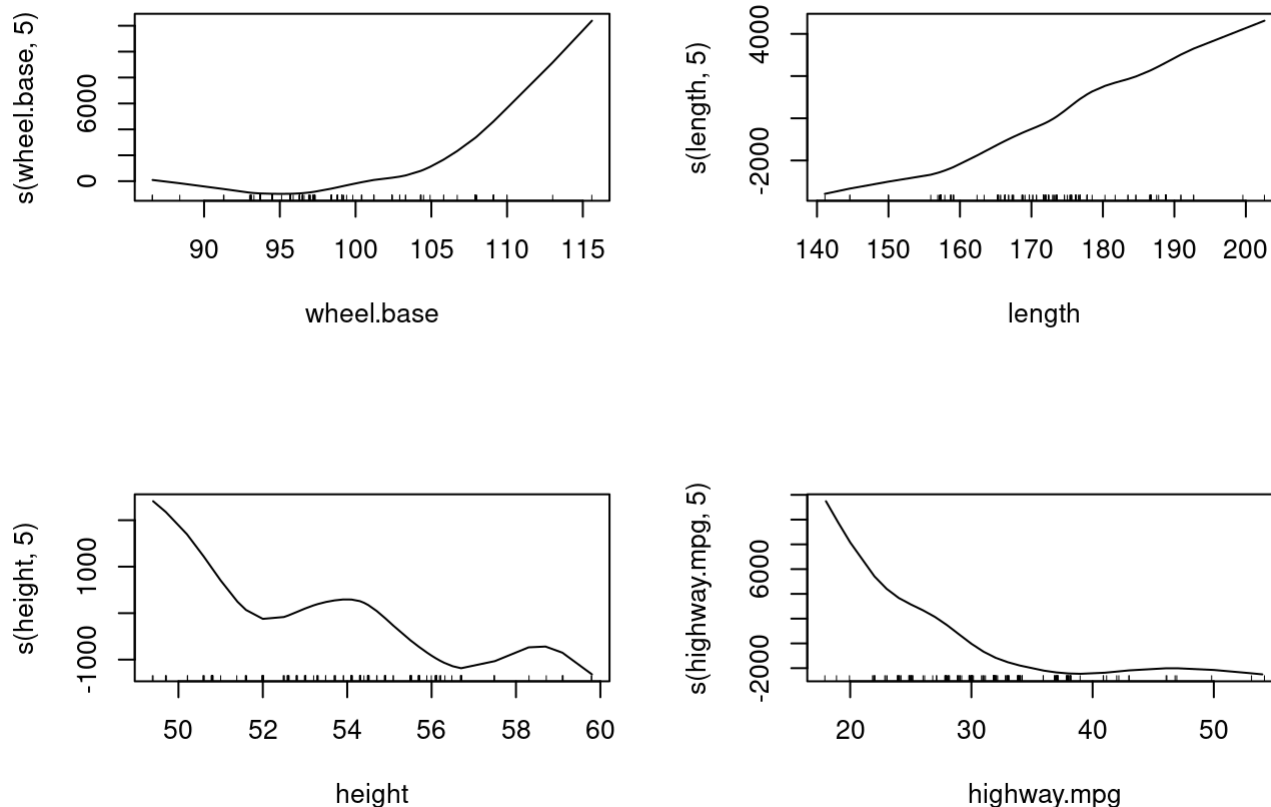 s(wheel.base, 5)
6000
0
90 95 100 105 110 115
wheel.base
s(length, 5)
4000
-2000
140 150 160 170 180 190 200
length
s(height, 5)
1000
-1000
50 52 54 56 58 60
height
s(highway.mpg, 5)
6000
-2000
20 30 40 50
highway.mpg